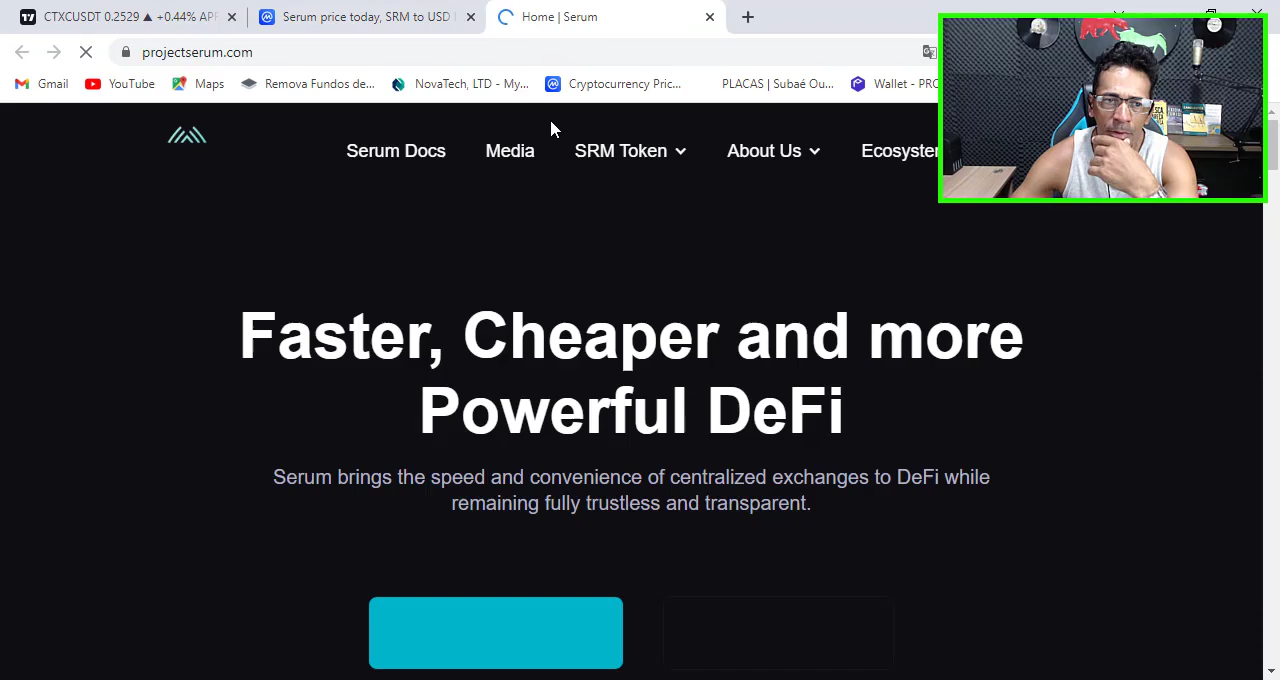 CTXCUSDT 0.2529 ▲ +0.44%
Serum price today, SRM to USD
Home | Serum
projectserum.com
Gmail
YouTube
Maps
Remova Fundos de...
NovaTech, LTD - My...
Cryptocurrency Pric...
PLACAS | Subaé Ou...
Wallet - PRO
Serum Docs
Media
SRM Token
About Us
Ecosyster
Faster, Cheaper and more
Powerful DeFi
Serum brings the speed and convenience of centralized exchanges to DeFi while
remaining fully trustless and transparent.